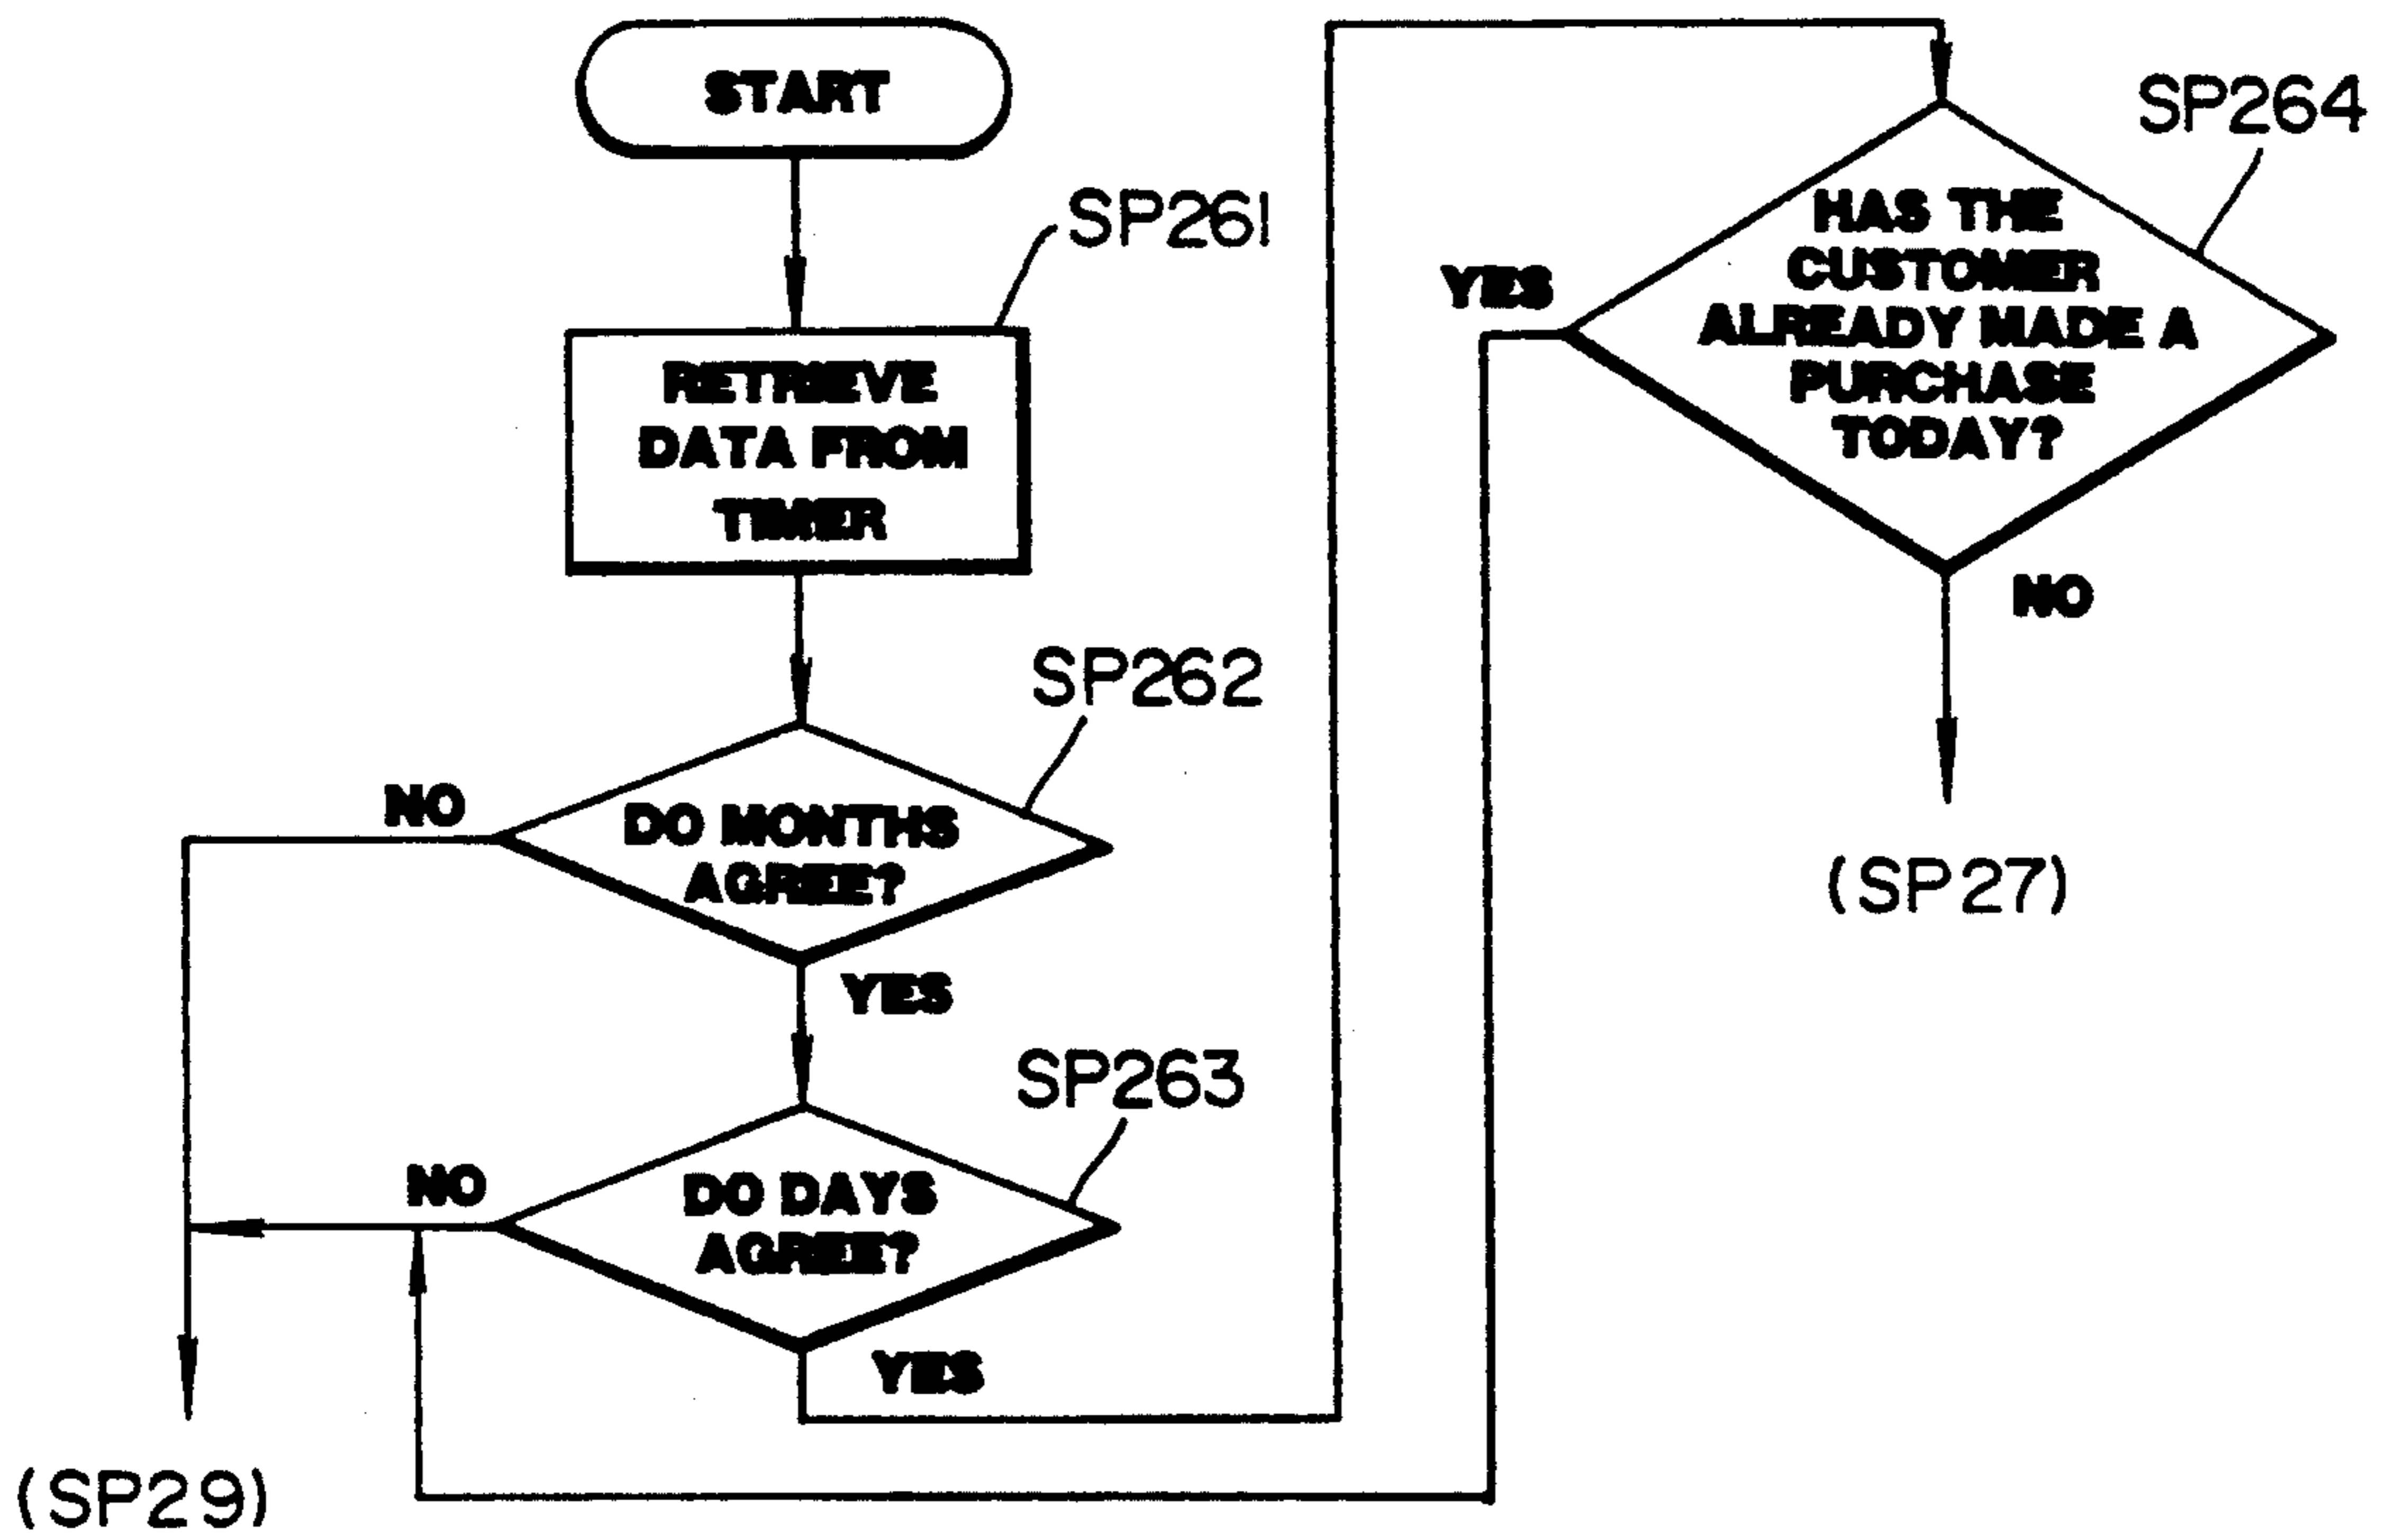 START
SP261
RETRIEVE
DATA FROM
TIMER
SP262
NO
DO MONTHS
AGREE?
YES
SP263
NO
DO DAYS
AGREE?
YES
(SP29)
SP264
HAS THE
CUSTOMER
ALREADY MADE A
PURCHASE
TODAY?
YES
NO
(SP27)